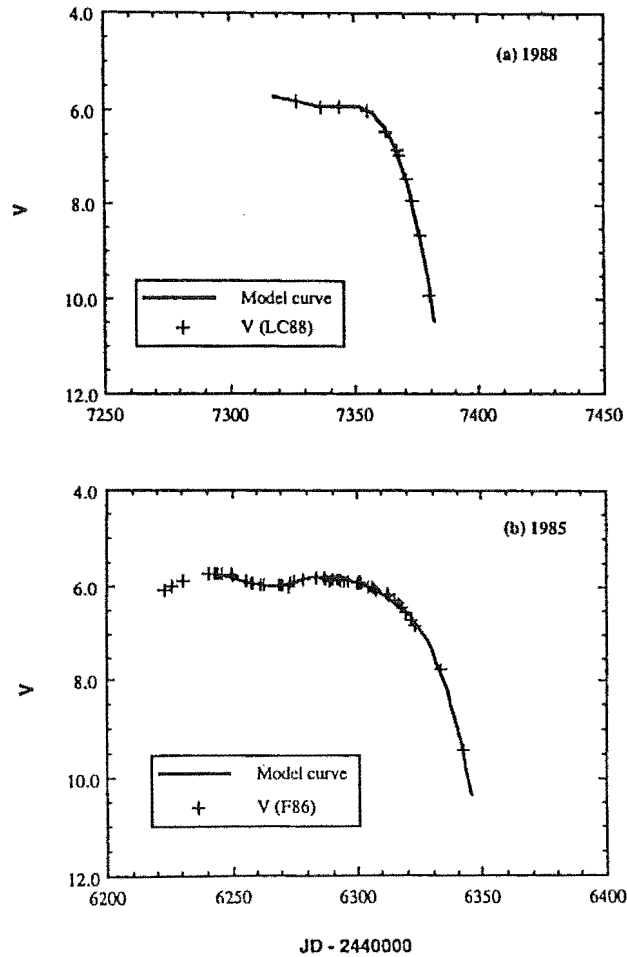 4.0
(a) 1988
6.0
V
8.0
10.0
Model curve
V (LC88)
12.0
7250 7300 7350 7400 7450
4.0
(b) 1985
6.0
V
8.0
10.0
Model curve
V (F86)
12.0
6200 6250 6300 6350 6400
JD - 2440000